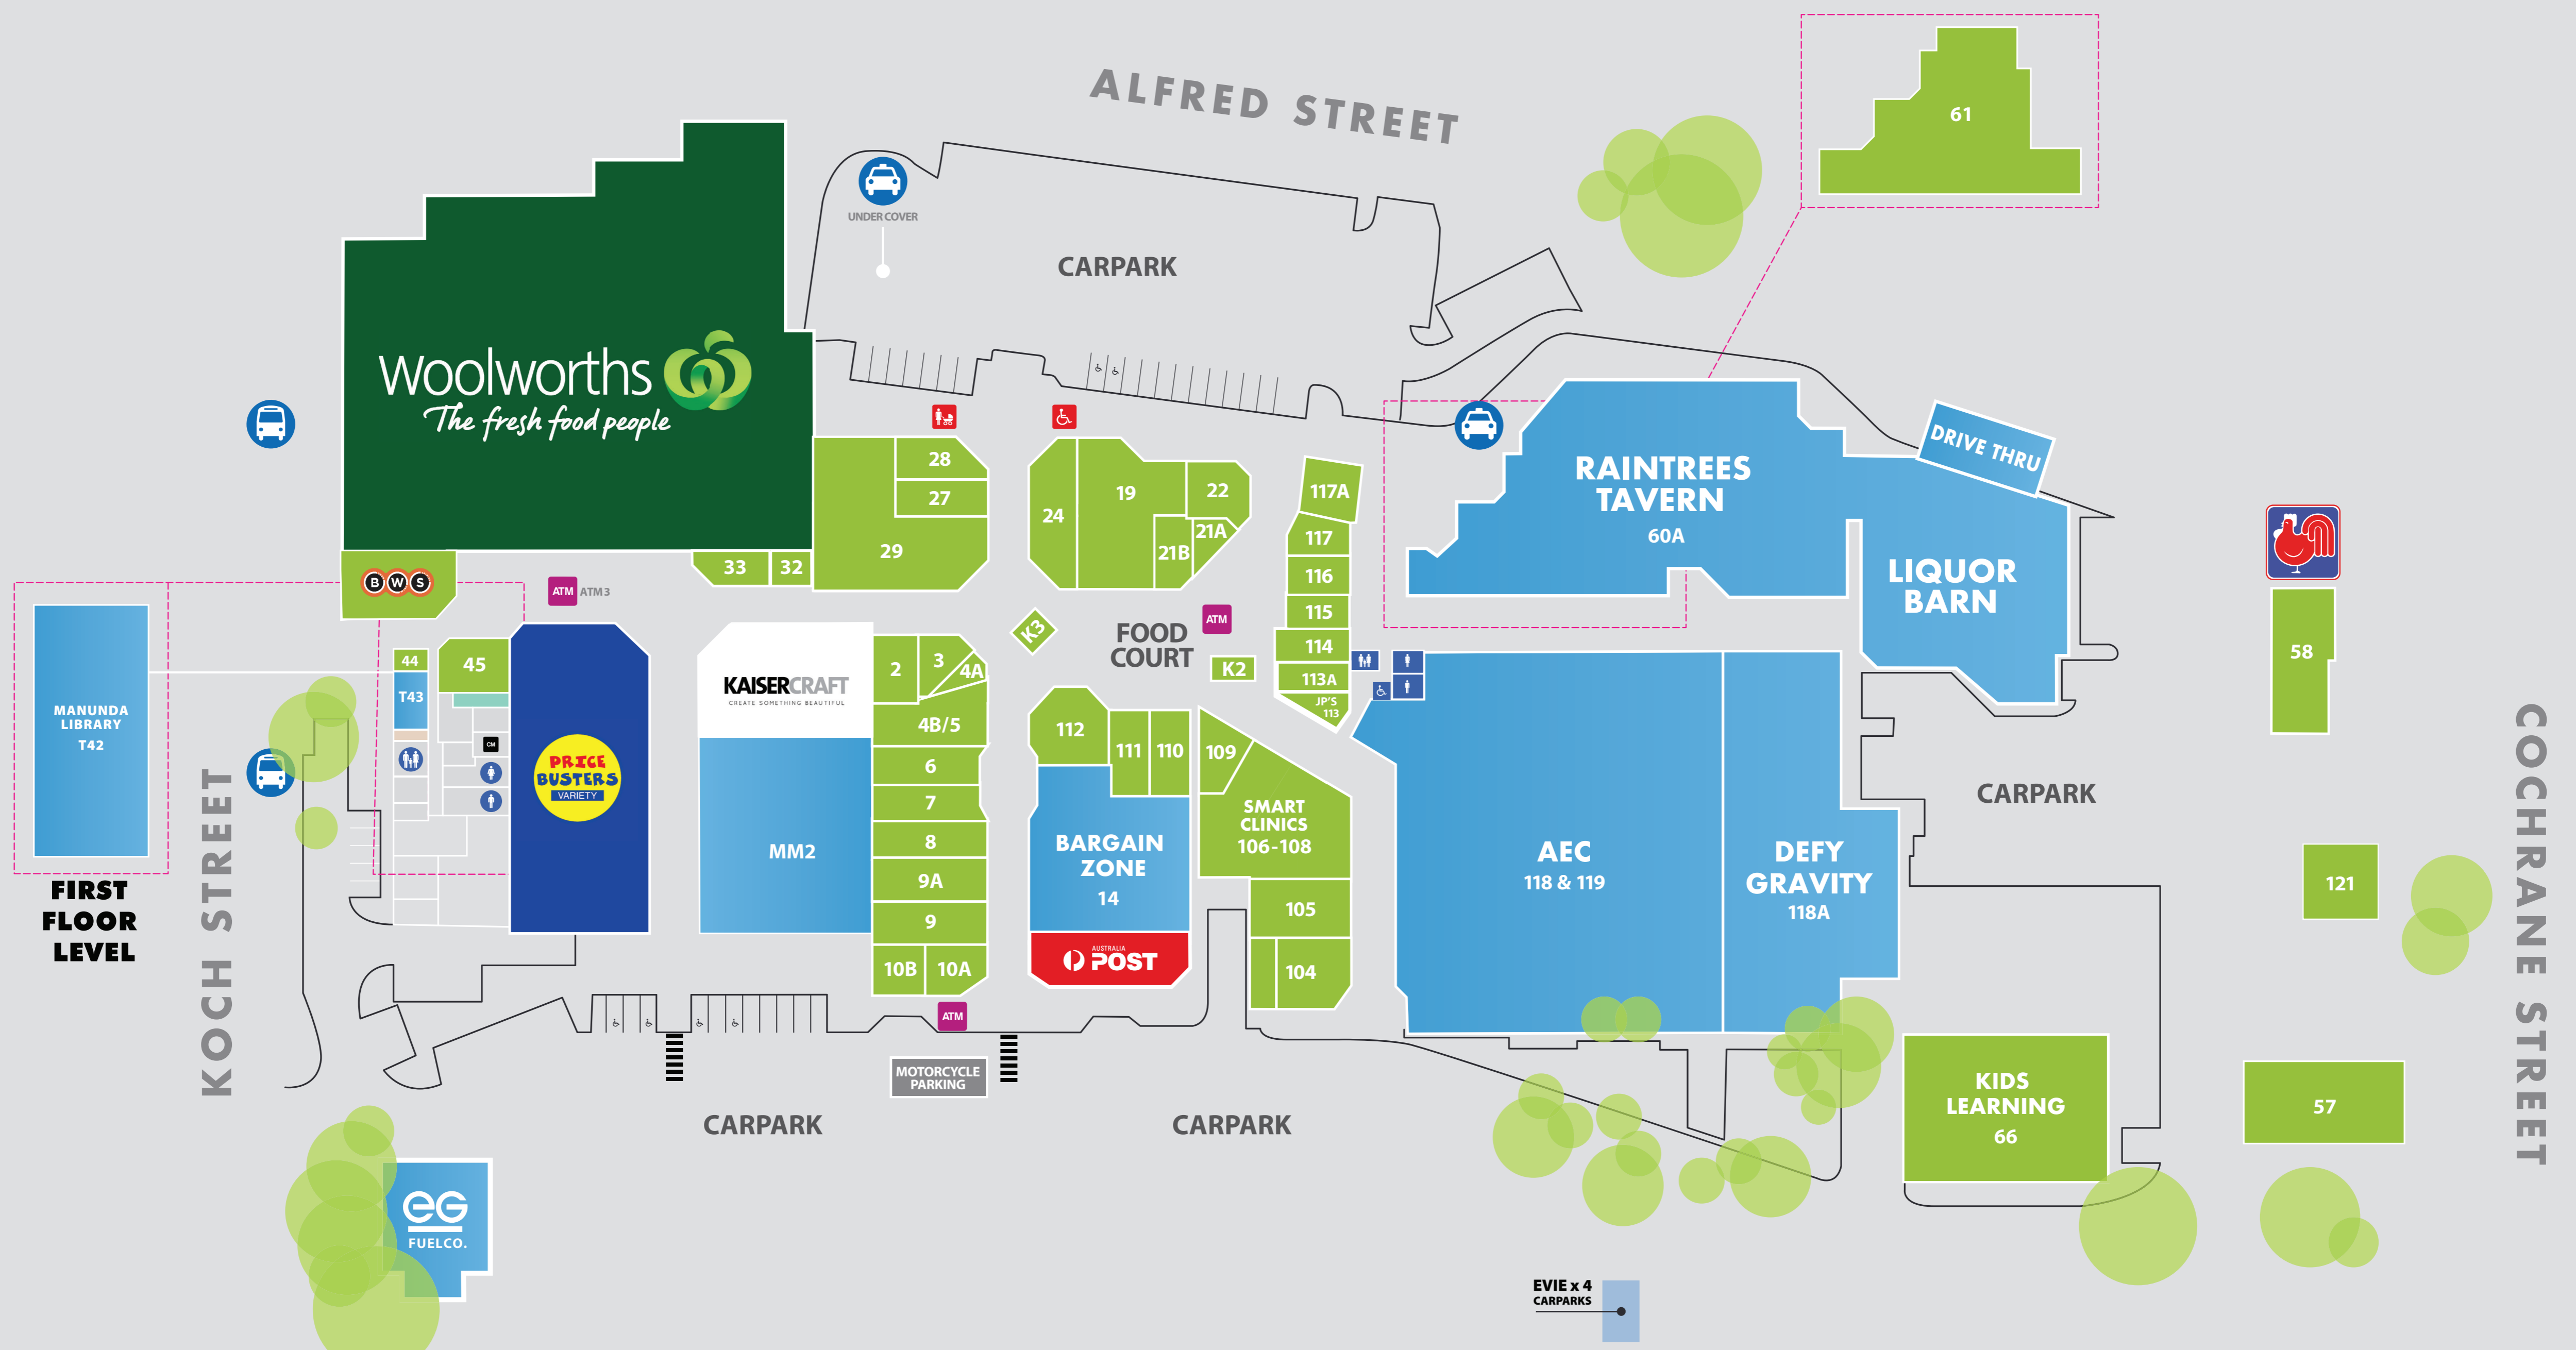 ALFRED STREET
61
UNDER COVER
CARPARK
Woolworths
The fresh food people
28
27
29
33
32
24
19
22
21A
21B
117A
117
116
115
114
113A
JP'S
113
RAINTREES
TAVERN
60A
DRIVE THRU
LIQUOR
BARN
58
BWS
ATM
ATM 3
MANUNDA
LIBRARY
T42
FIRST
FLOOR
LEVEL
KOCH STREET
44
45
T43
CM
PRICE
BUSTERS
VARIETY
KAISERCRAFT
CREATE SOMETHING BEAUTIFUL
MM2
2
3
4A
4B/5
6
7
8
9A
9
10B
10A
ATM
K3
FOOD
COURT
ATM
K2
112
111
110
109
BARGAIN
ZONE
14
AUSTRALIA
POST
SMART
CLINICS
106-108
105
104
AEC
118 & 119
DEFY
GRAVITY
118A
CARPARK
121
COCHRANE STREET
KIDS
LEARNING
66
57
MOTORCYCLE
PARKING
CARPARK
CARPARK
eG
FUELCO.
EVIE x 4
CARPARKS